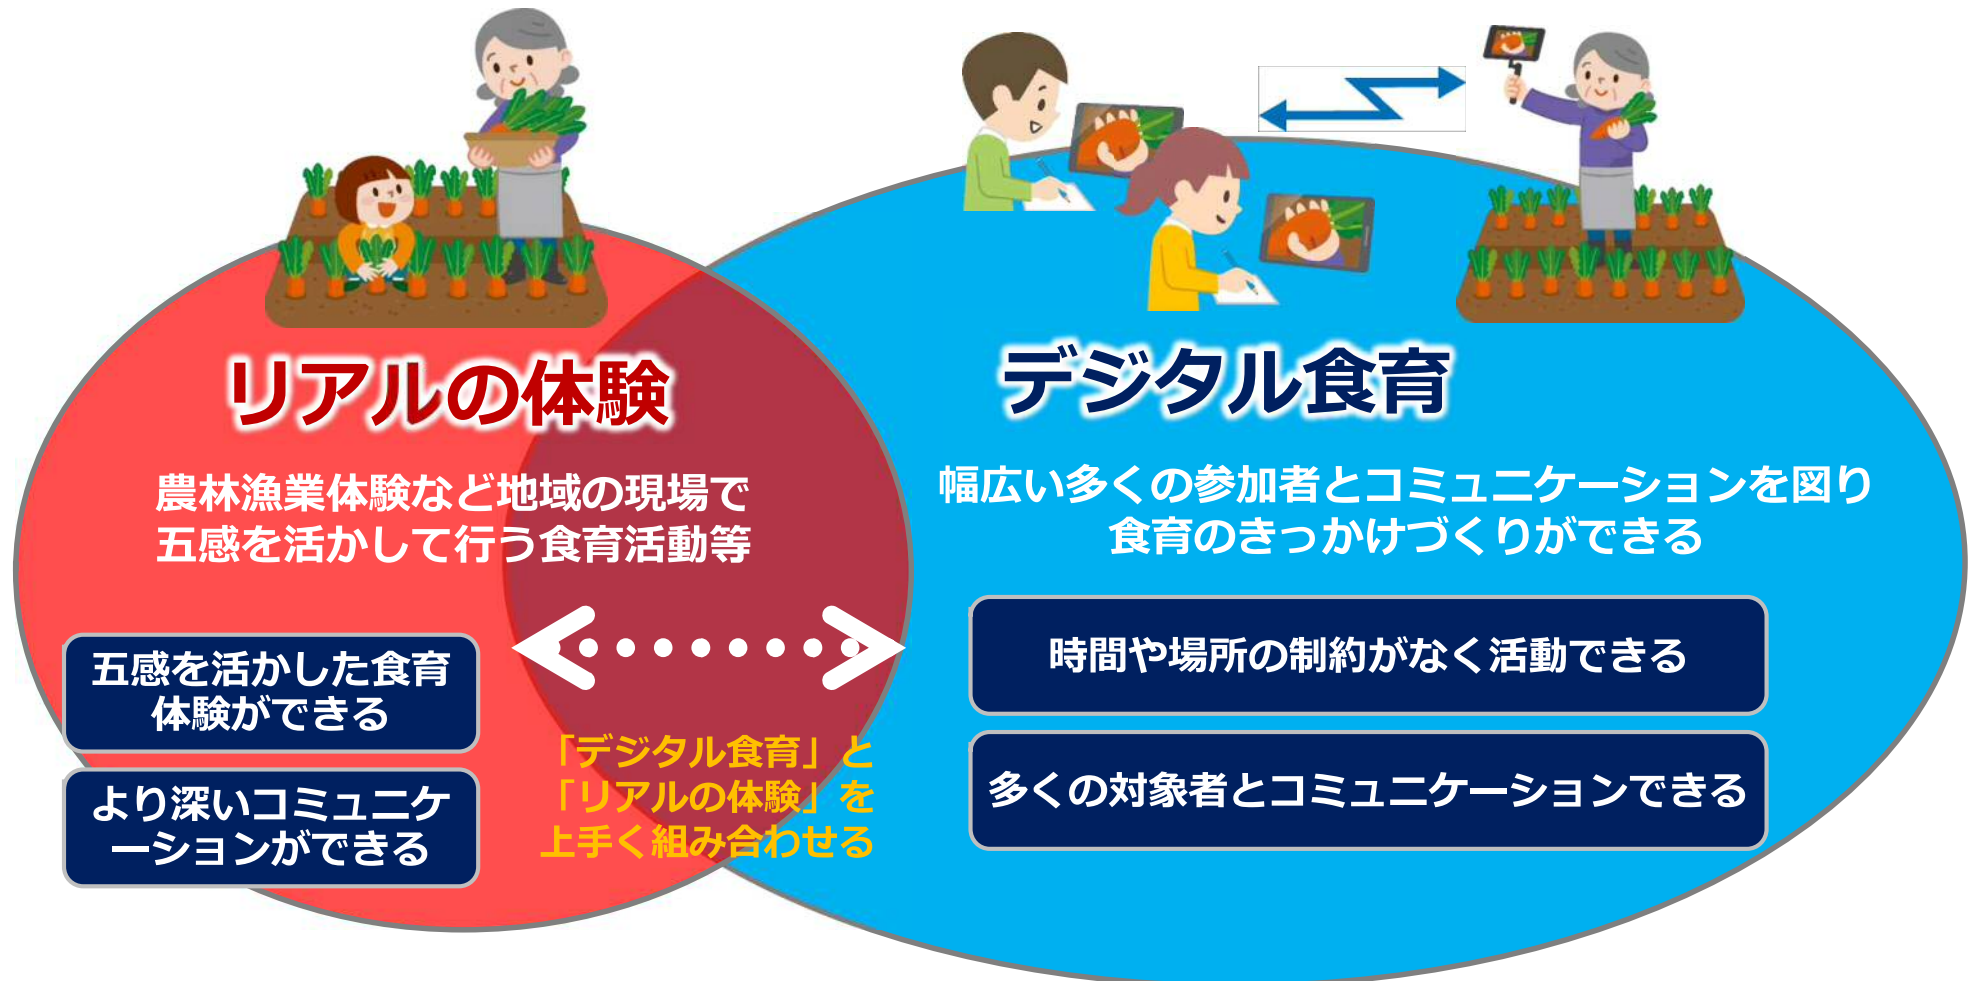 リアルの体験
農林漁業体験など地域の現場で
五感を活かして行う食育活動等
五感を活かした食育
体験ができる
より深いコミュニケ
ーションができる
「デジタル食育」と
「リアルの体験」を
上手く組み合わせる
デジタル食育
幅広い多くの参加者とコミュニケーションを図り
食育のきっかけづくりができる
時間や場所の制約がなく活動できる
多くの対象者とコミュニケーションできる